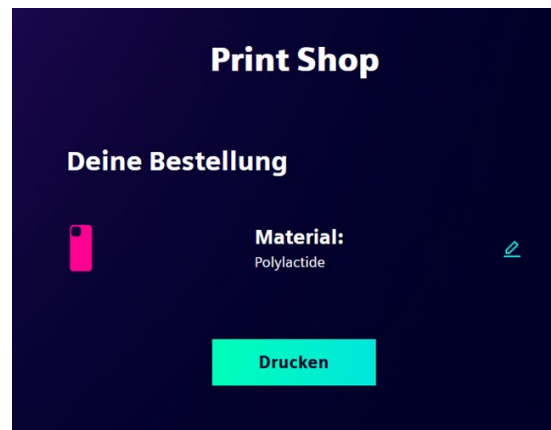 Print Shop
Deine Bestellung
Material:
Polylactide
Drucken